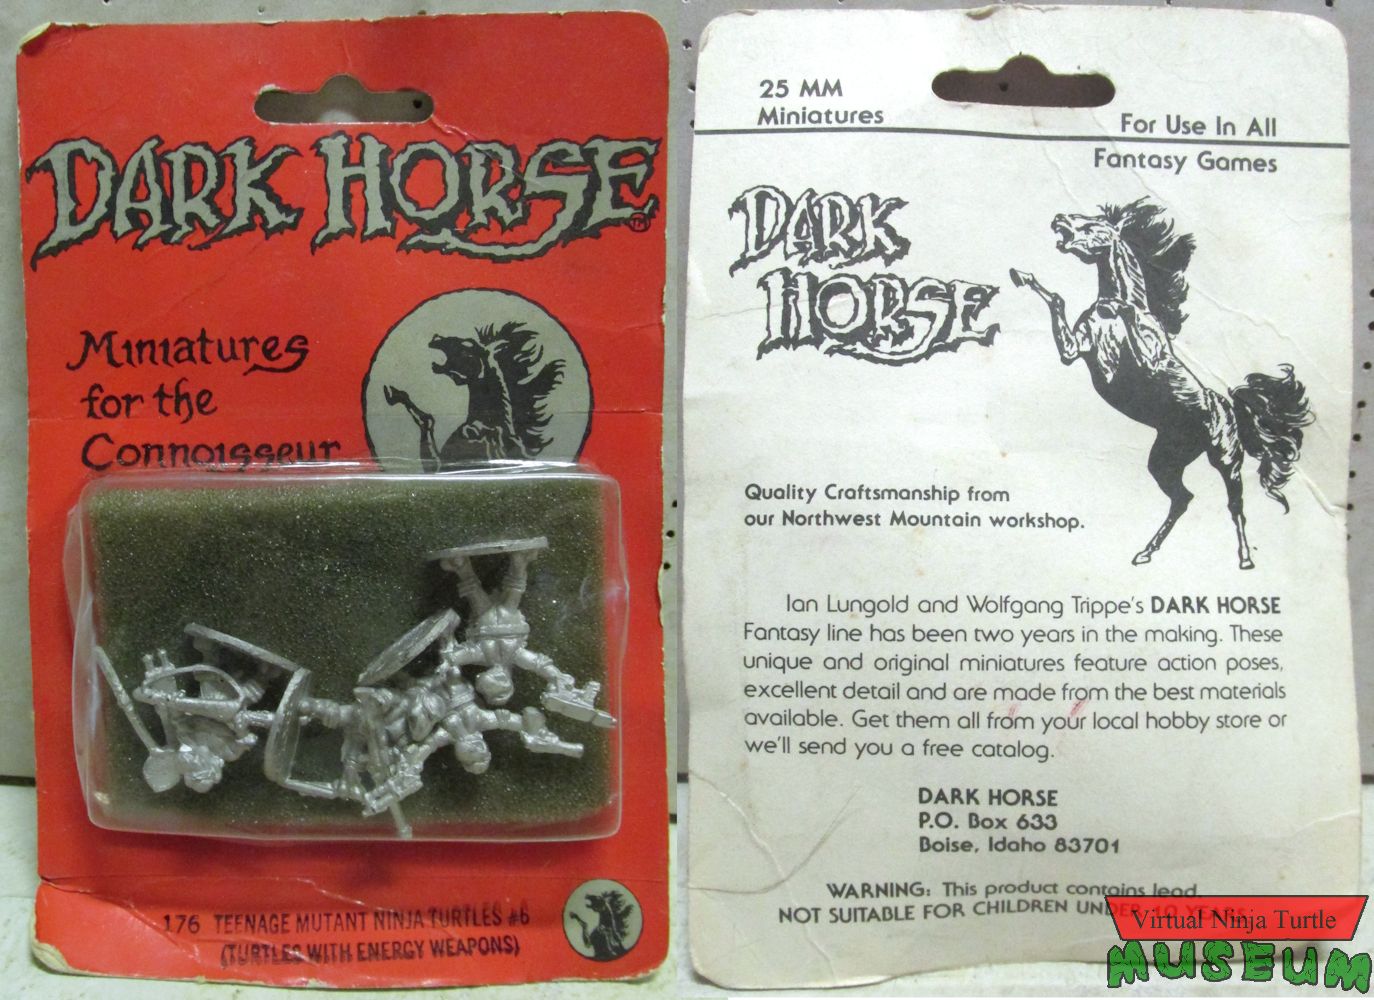 DARK HORSE
TM
Miniatures
for the
Connoisseur
176 TEENAGE MUTANT NINJA TURTLES #6
(TURTLES WITH ENERGY WEAPONS)
25 MM
Miniatures
For Use In All
Fantasy Games
DARK
HORSE
Quality Craftsmanship from
our Northwest Mountain workshop.
Ian Lungold and Wolfgang Trippe's DARK HORSE
Fantasy line has been two years in the making. These
unique and original miniatures feature action poses,
excellent detail and are made from the best materials
available. Get them all from your local hobby store or
we'll send you a free catalog.
DARK HORSE
P.O. Box 633
Boise, Idaho 83701
WARNING: This product contains lead.
NOT SUITABLE FOR CHILDREN UNDER 10 YEARS
Virtual Ninja Turtle
MUSEUM